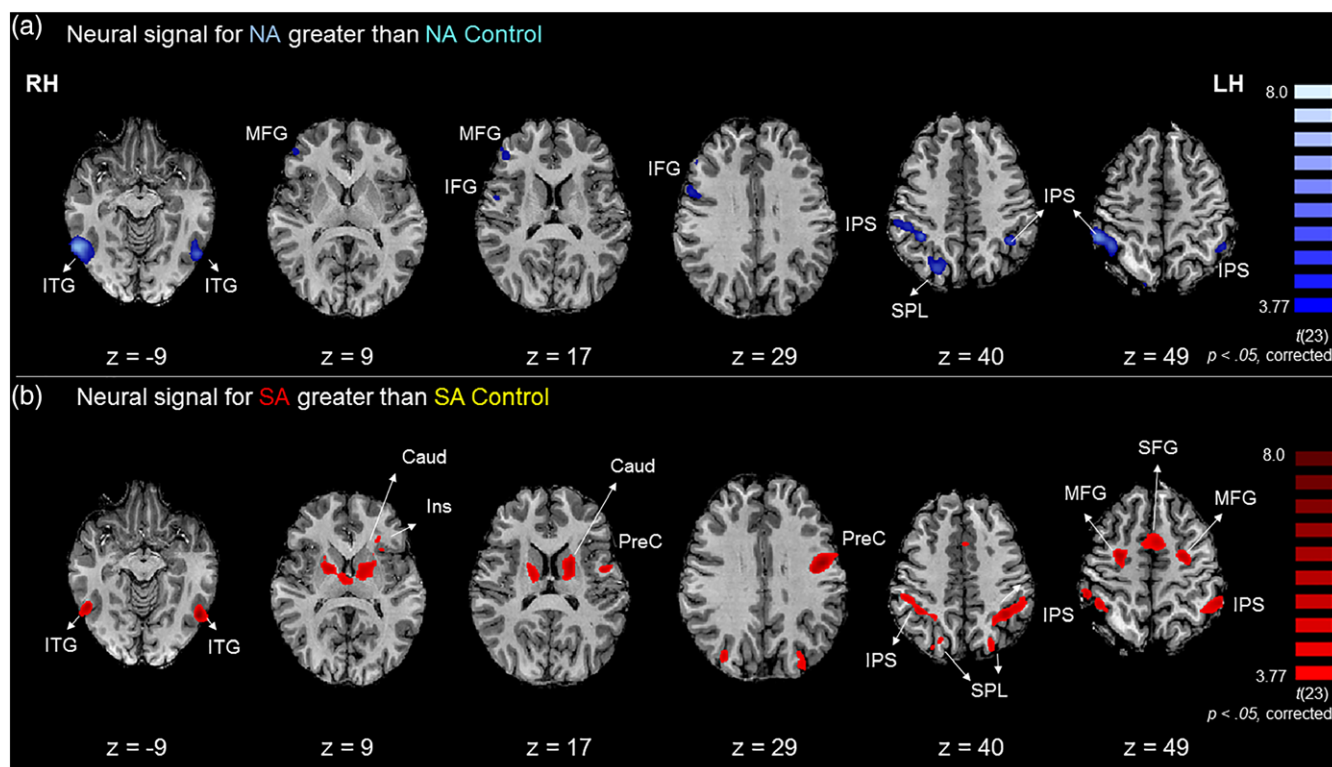 (a) Neural signal for NA greater than NA Control
RH
LH
MFG
MFG
IFG
IFG
IPS
IPS
ITG
ITG
SPL
IPS
8.0
3.77
z = -9
z = 9
z = 17
z = 29
z = 40
z = 49
t(23)
p < .05, corrected
(b) Neural signal for SA greater than SA Control
Caud
Ins
Caud
PreC
PreC
SFG
MFG
MFG
ITG
ITG
IPS
IPS
SPL
IPS
8.0
3.77
t(23)
p < .05, corrected
z = -9
z = 9
z = 17
z = 29
z = 40
z = 49